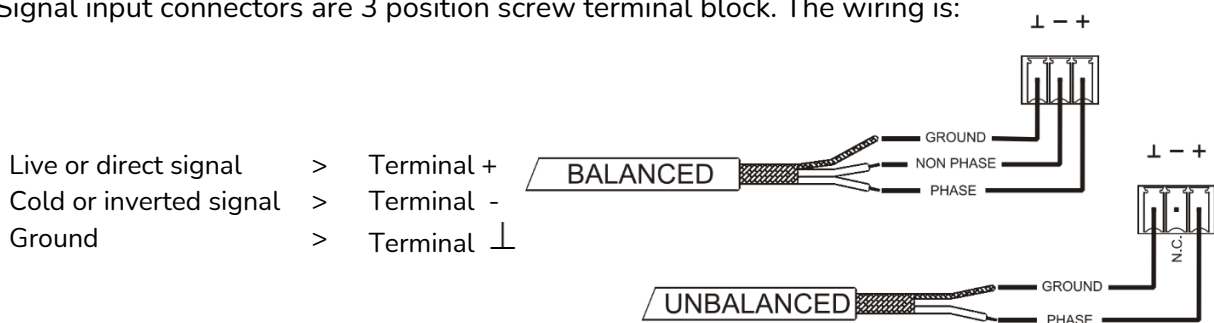 Signal input connectors are 3 position screw terminal block. The wiring is:
⊥ − +
GROUND
NON PHASE
PHASE
BALANCED
Live or direct signal > Terminal +
Cold or inverted signal > Terminal -
Ground > Terminal ⊥
⊥ − +
N.C.
GROUND
PHASE
UNBALANCED